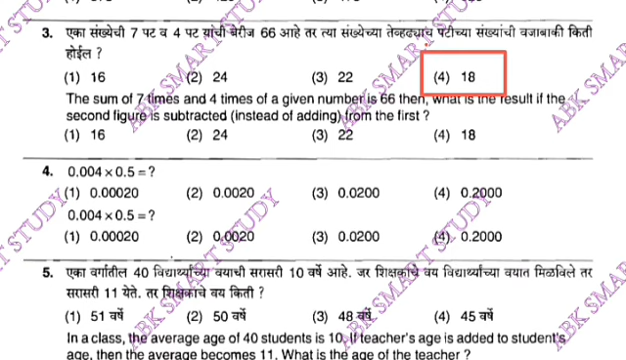 3. एका संख्येची 7 पट व 4 पट यांची बेरीज 66 आहे तर त्या संख्येच्या तेव्हढ्याच पटीच्या संख्यांची वजाबाकी किती
होईल ?
(1) 16 (2) 24 (3) 22 (4) 18
The sum of 7 times and 4 times of a given number is 66 then, what is the result if the
second figure is subtracted (instead of adding) from the first ?
(1) 16 (2) 24 (3) 22 (4) 18
4. 0.004 × 0.5 = ?
(1) 0.00020 (2) 0.0020 (3) 0.0200 (4) 0.2000
0.004 × 0.5 = ?
(1) 0.00020 (2) 0.0020 (3) 0.0200 (4) 0.2000
5. एका वर्गातील 40 विद्यार्थ्यांच्या वयाची सरासरी 10 वर्षे आहे. जर शिक्षकाचे वय विद्यार्थ्यांच्या वयात मिळविले तर
सरासरी 11 येते. तर शिक्षकाचे वय किती ?
(1) 51 वर्षे (2) 50 वर्षे (3) 48 वर्षे (4) 45 वर्षे
In a class, the average age of 40 students is 10. If teacher's age is added to student's
age, then the average becomes 11. What is the age of the teacher ?
ABK SMART STUDY